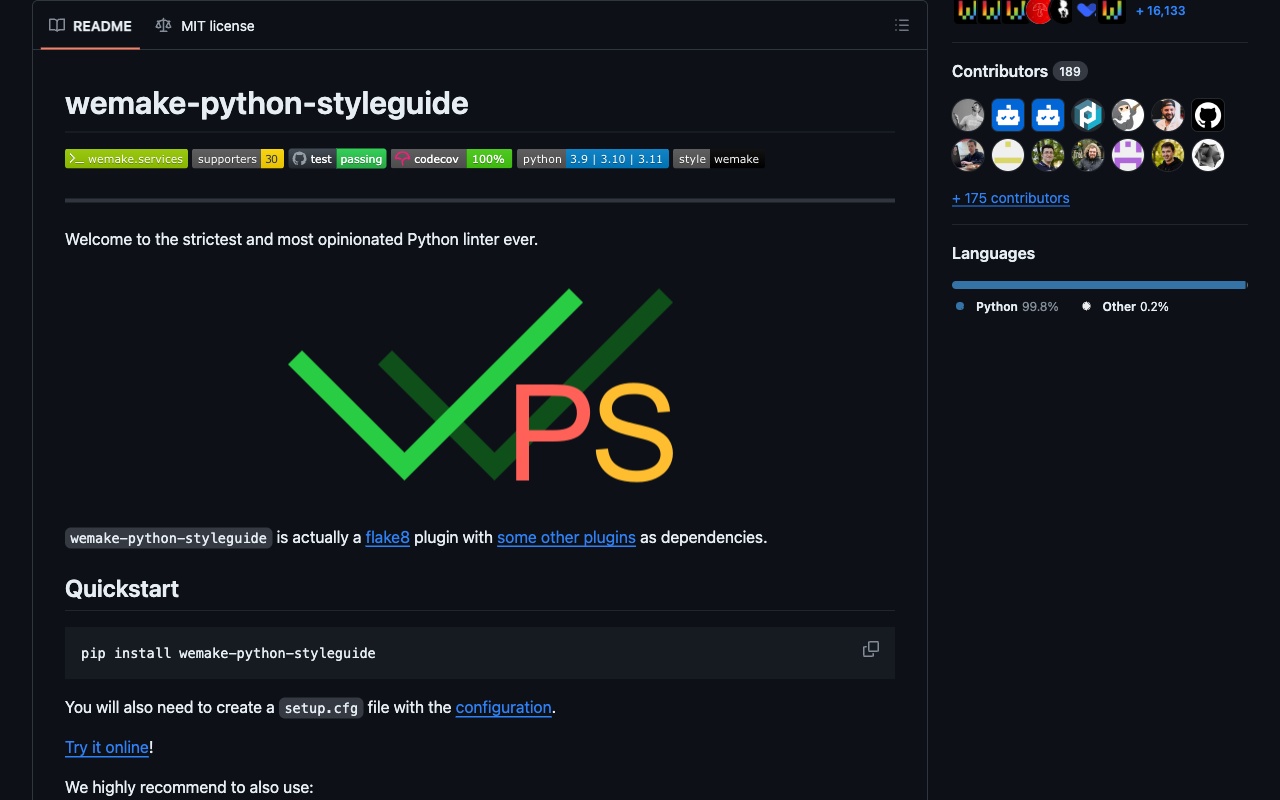 README
MIT license
+ 16,133
wemake-python-styleguide
wemake.services
supporters 30
test passing
codecov 100%
python 3.9 | 3.10 | 3.11
style wemake
Welcome to the strictest and most opinionated Python linter ever.
PS
wemake-python-styleguide is actually a flake8 plugin with some other plugins as dependencies.
Quickstart
pip install wemake-python-styleguide
You will also need to create a setup.cfg file with the configuration.
Try it online!
We highly recommend to also use:
Contributors 189
+ 175 contributors
Languages
Python 99.8%
Other 0.2%